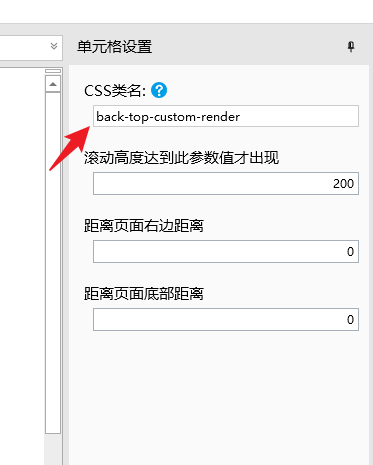 单元格设置
CSS类名: ?
back-top-custom-render
滚动高度达到此参数值才出现
200
距离页面右边距离
0
距离页面底部距离
0